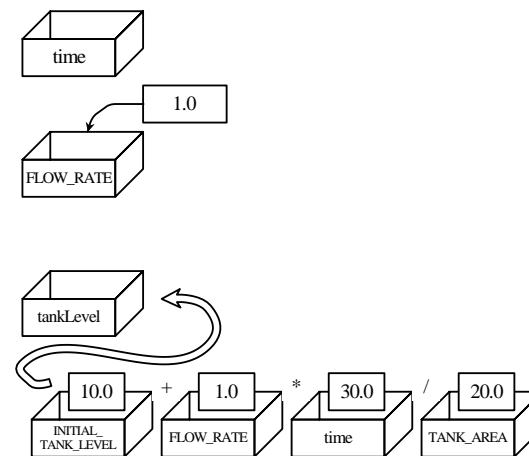 time
1.0
FLOW_RATE
tankLevel
10.0 + 1.0 * 30.0 / 20.0
INITIAL_
TANK_LEVEL
FLOW_RATE
time
TANK_AREA